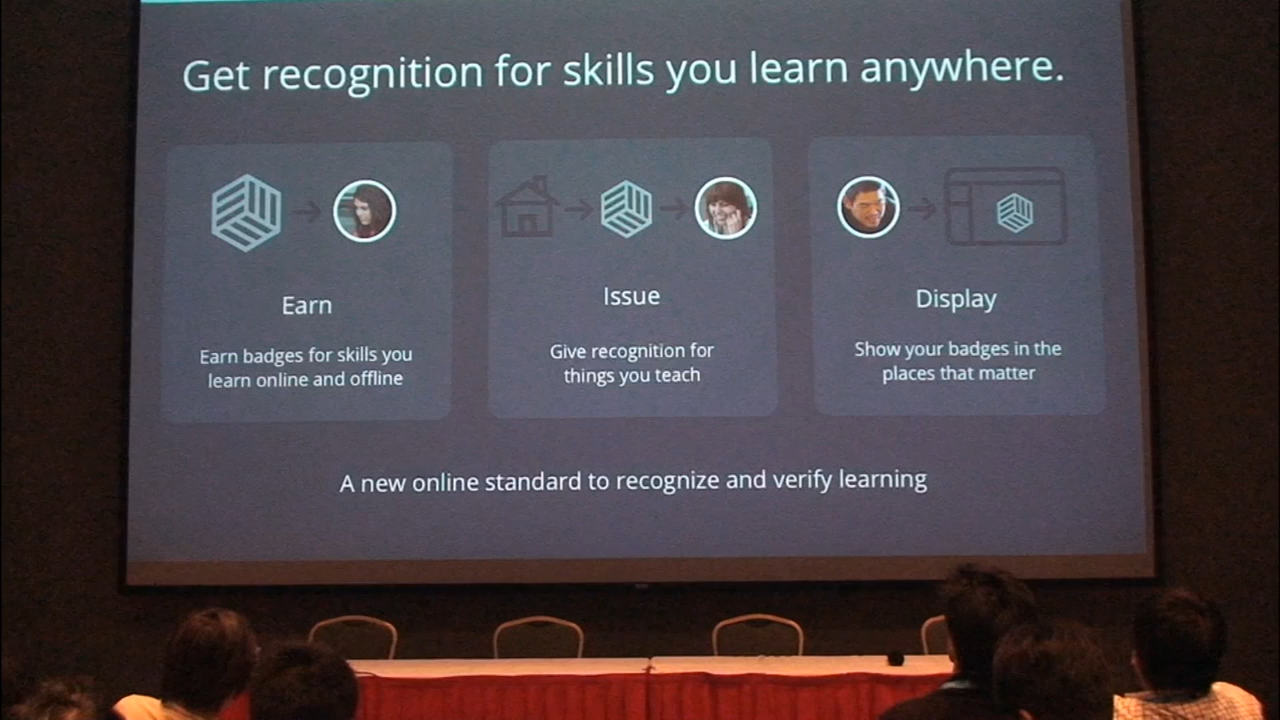 Get recognition for skills you learn anywhere.
Earn
Earn badges for skills you
learn online and offline
Issue
Give recognition for
things you teach
Display
Show your badges in the
places that matter
A new online standard to recognize and verify learning